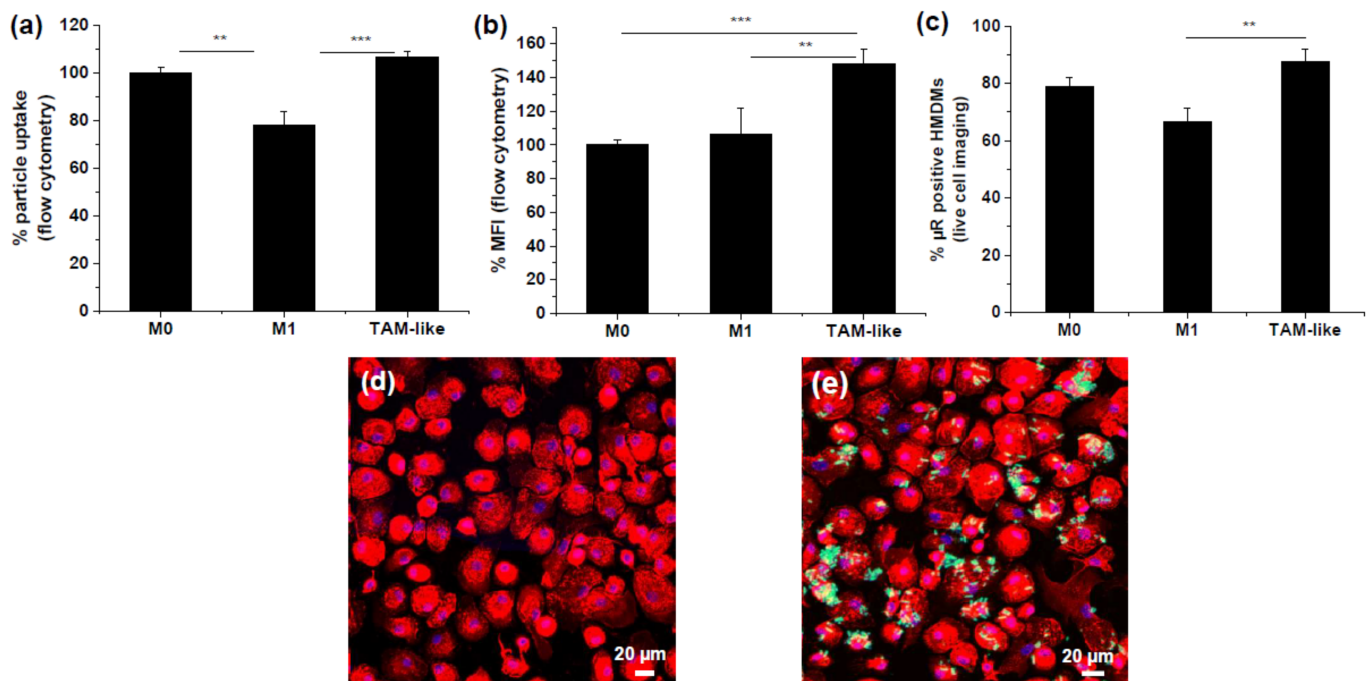 (a)
% particle uptake
(flow cytometry)
120
100
80
60
40
20
0
**
***
M0
M1
TAM-like
(b)
% MFI (flow cytometry)
160
140
120
100
80
60
40
20
0
***
**
M0
M1
TAM-like
(c)
% µR positive HMDMs
(live cell imaging)
100
80
60
40
20
0
**
M0
M1
TAM-like
(d)
20 µm
(e)
20 µm